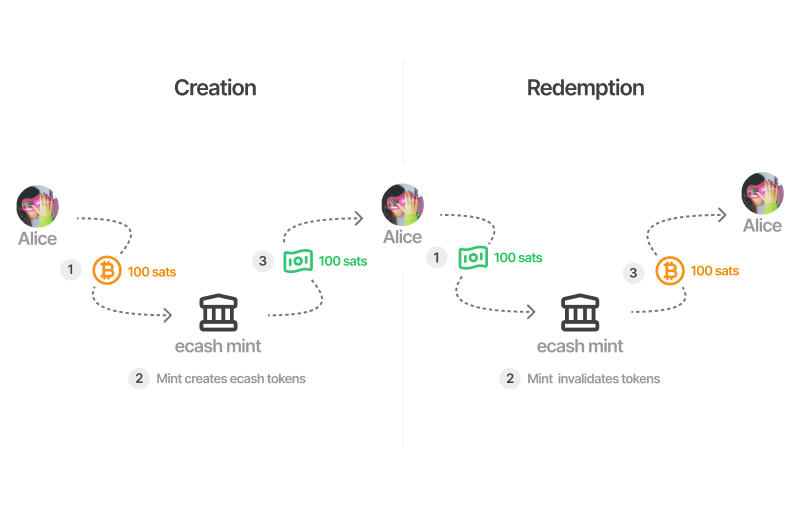 Creation
Alice
1
100 sats
ecash mint
2 Mint creates ecash tokens
3
100 sats
Redemption
Alice
1
100 sats
ecash mint
2 Mint invalidates tokens
3
100 sats
Alice